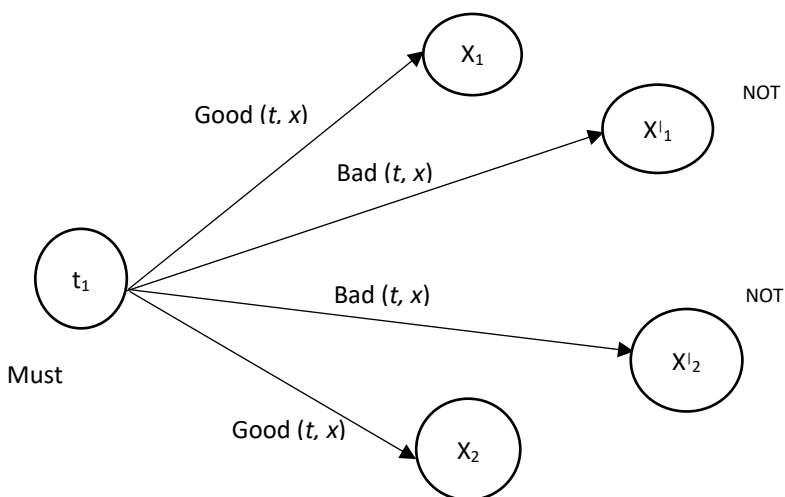 X₁
NOT
Good (t, x)
X|₁
Bad (t, x)
t₁
Bad (t, x)
NOT
X|₂
Must
Good (t, x)
X₂